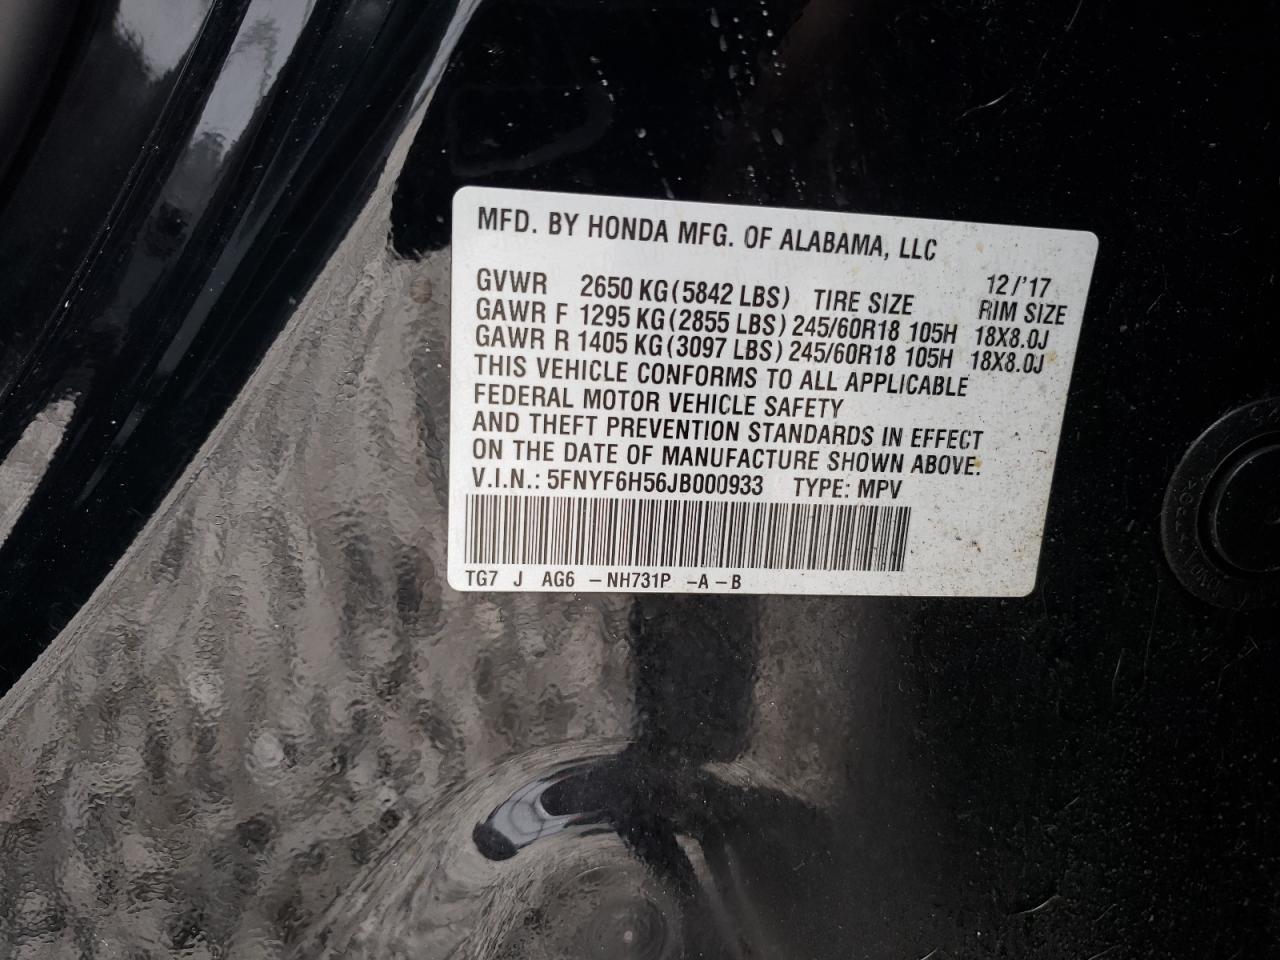 MFD. BY HONDA MFG. OF ALABAMA, LLC
12/'17
GVWR 2650 KG(5842 LBS) TIRE SIZE RIM SIZE
GAWR F 1295 KG(2855 LBS) 245/60R18 105H 18X8.0J
GAWR R 1405 KG(3097 LBS) 245/60R18 105H 18X8.0J
THIS VEHICLE CONFORMS TO ALL APPLICABLE
FEDERAL MOTOR VEHICLE SAFETY
AND THEFT PREVENTION STANDARDS IN EFFECT
ON THE DATE OF MANUFACTURE SHOWN ABOVE.
V.I.N.: 5FNYF6H56JB000933 TYPE: MPV
TG7 J AG6 -NH731P -A-B